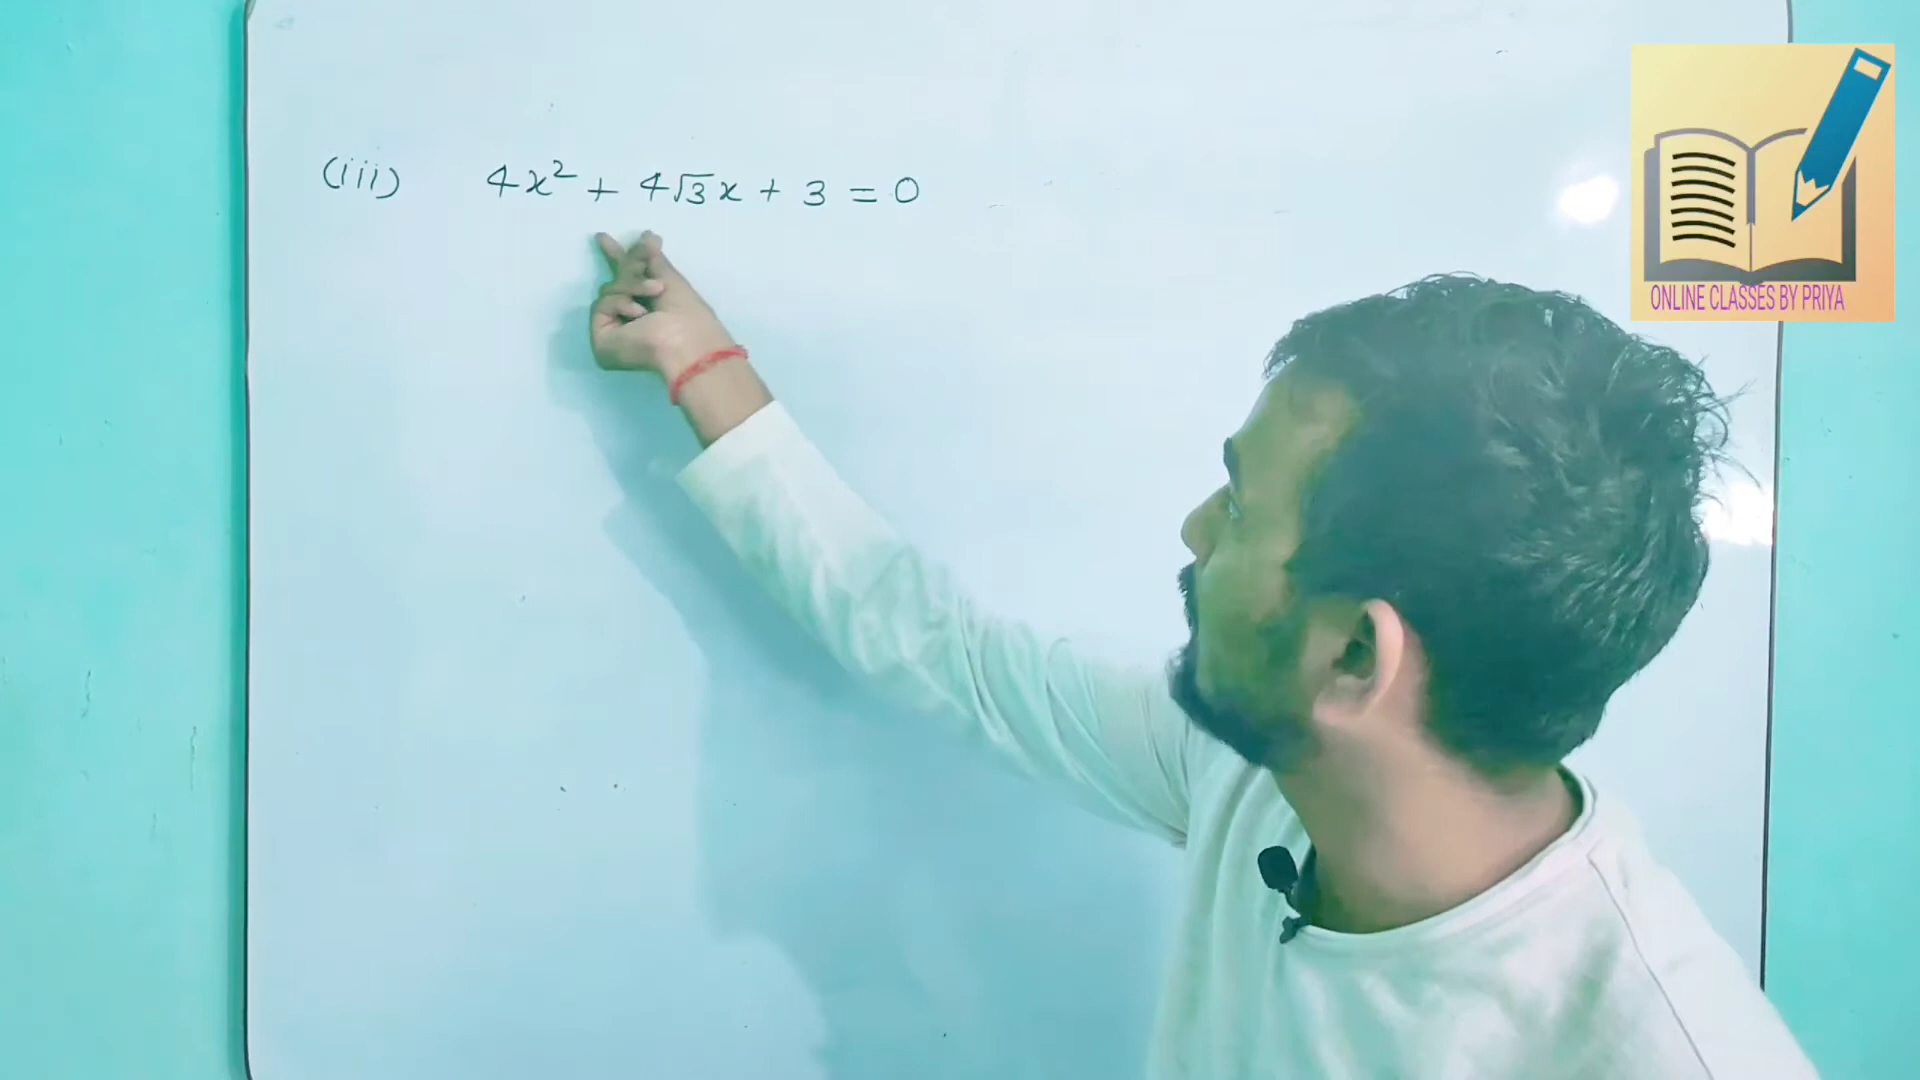 (iii) 4x² + 4√3x + 3 = 0
ONLINE CLASSES BY PRIYA